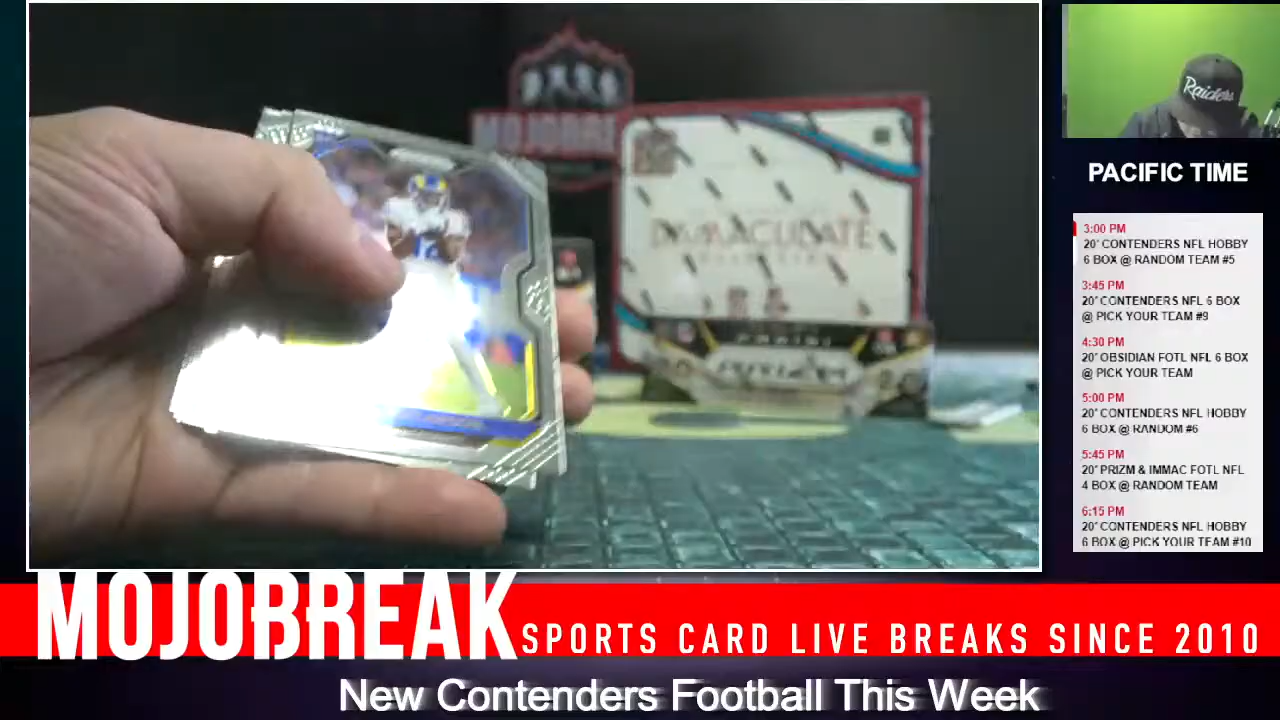 MOJOBREAK
IMMACULATE
PANINI
Raiders
PACIFIC TIME
3:00 PM
20' CONTENDERS NFL HOBBY
6 BOX @ RANDOM TEAM #5
3:45 PM
20' CONTENDERS NFL 6 BOX
@ PICK YOUR TEAM #9
4:30 PM
20' OBSIDIAN FOTL NFL 6 BOX
@ PICK YOUR TEAM
5:00 PM
20' CONTENDERS NFL HOBBY
6 BOX @ RANDOM #6
5:45 PM
20' PRIZM & IMMAC FOTL NFL
4 BOX @ RANDOM TEAM
6:15 PM
20' CONTENDERS NFL HOBBY
6 BOX @ PICK YOUR TEAM #10
MOJOBREAK
SPORTS CARD LIVE BREAKS SINCE 2010
New Contenders Football This Week